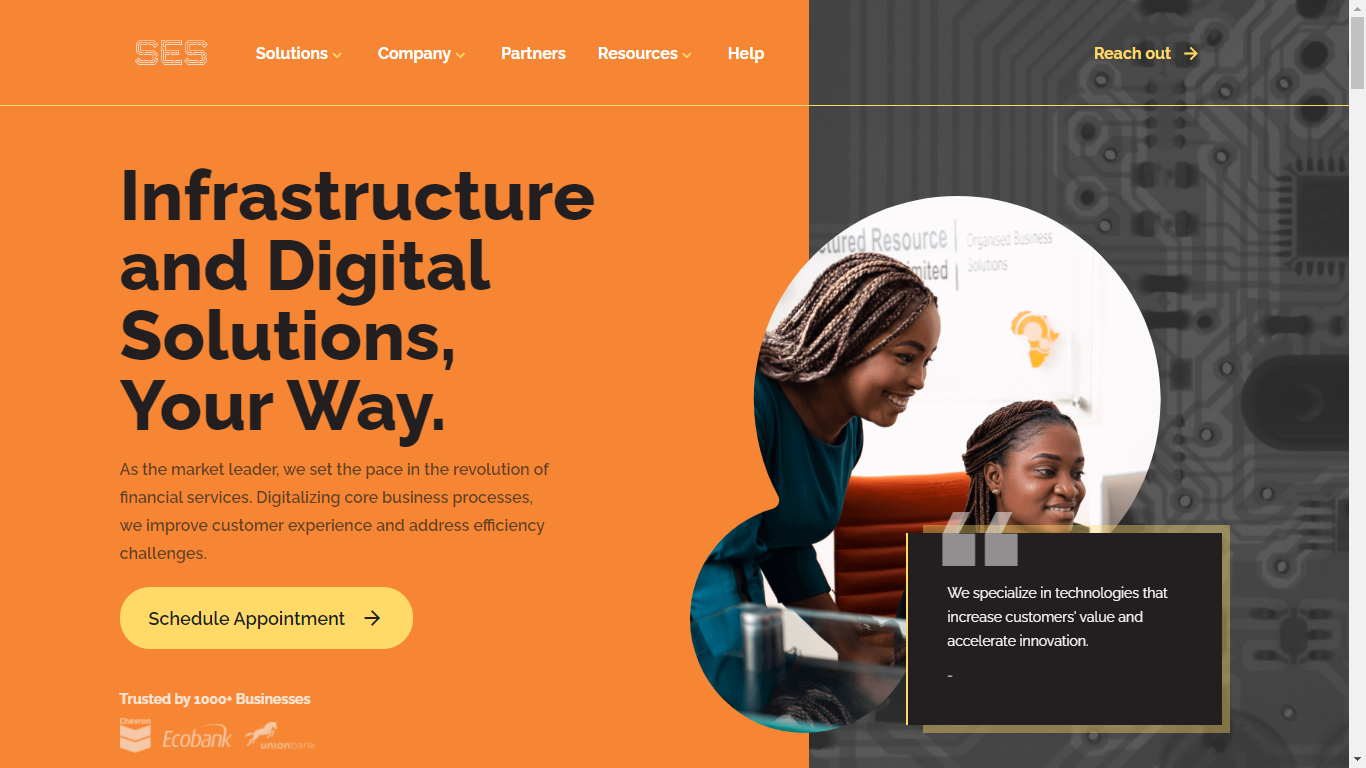 SES
Solutions
Company
Partners
Resources
Help
Reach out
Infrastructure
and Digital
Solutions,
Your Way.
As the market leader, we set the pace in the revolution of
financial services. Digitalizing core business processes,
we improve customer experience and address efficiency
challenges.
Schedule Appointment
Trusted by 1000+ Businesses
Chevron
Ecobank
unionbank
Resource
Organised Business
Solutions
“
We specialize in technologies that
increase customers' value and
accelerate innovation.
-